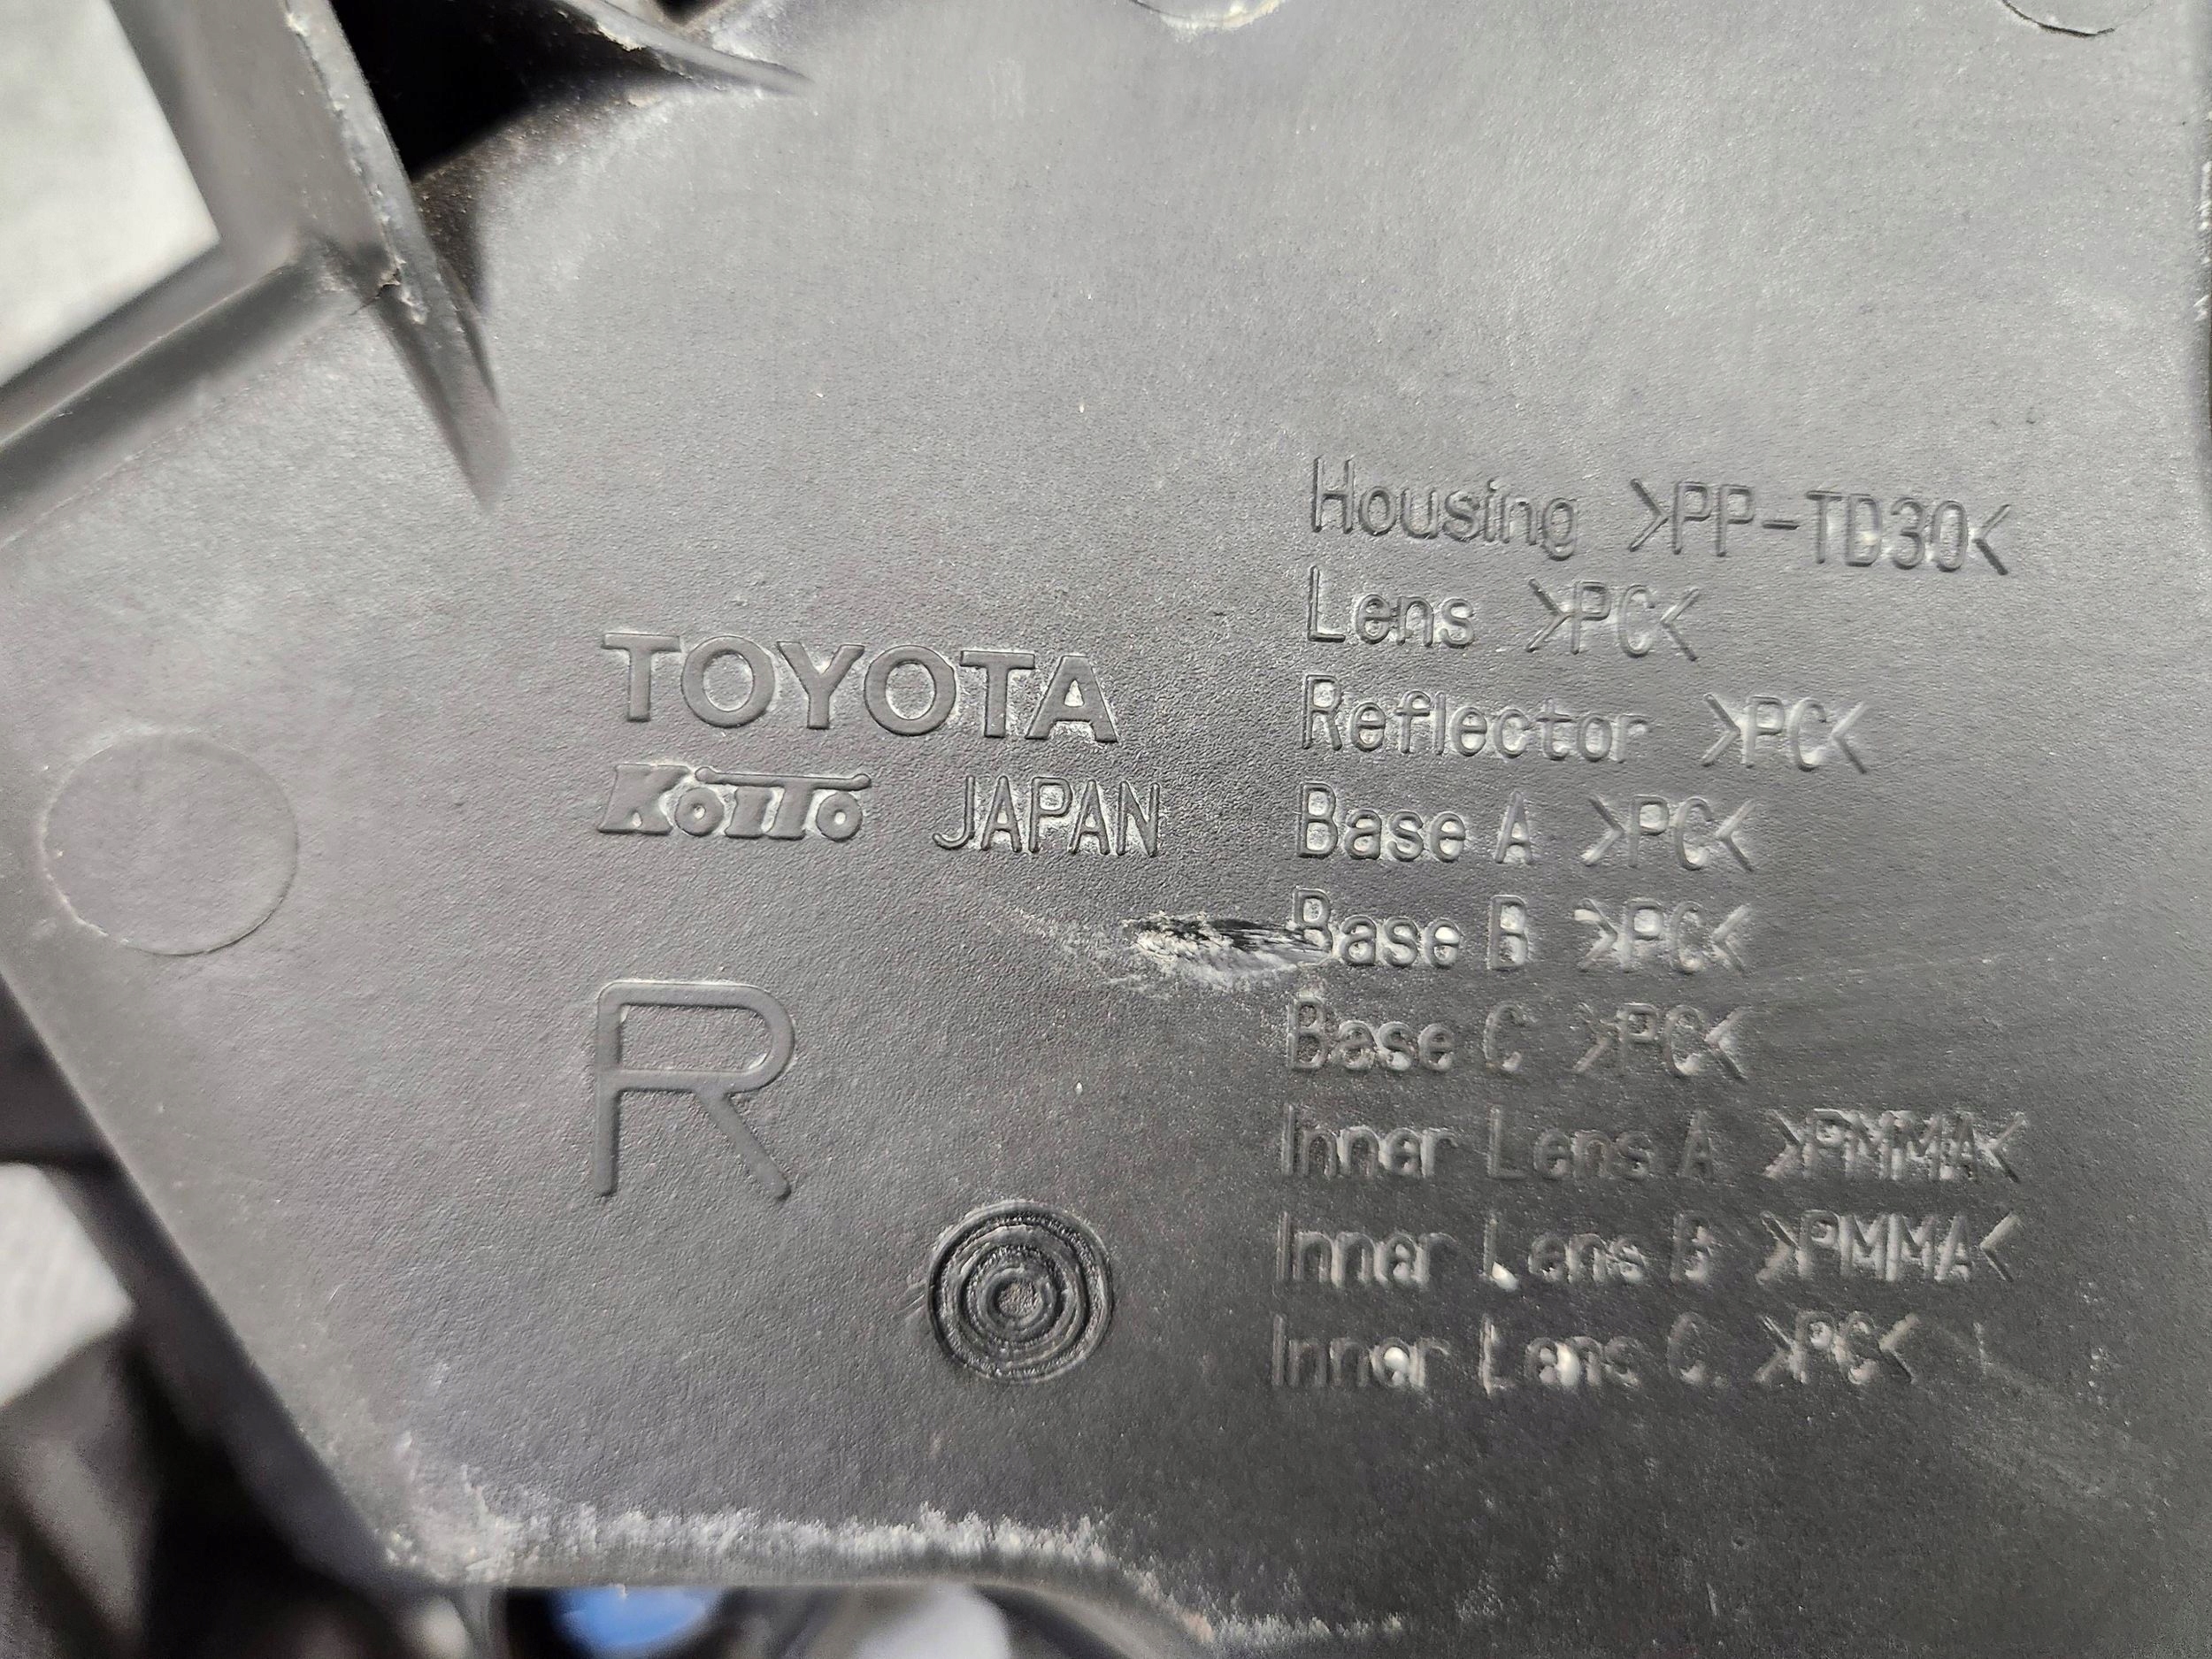 TOYOTA
KOITO JAPAN
R
Housing >PP-TD30<
Lens >PC<
Reflector >PC<
Base A >PC<
Base B >PC<
Base C >PC<
Inner Lens A >PMMA<
Inner Lens B >PMMA<
Inner Lens C >PC<